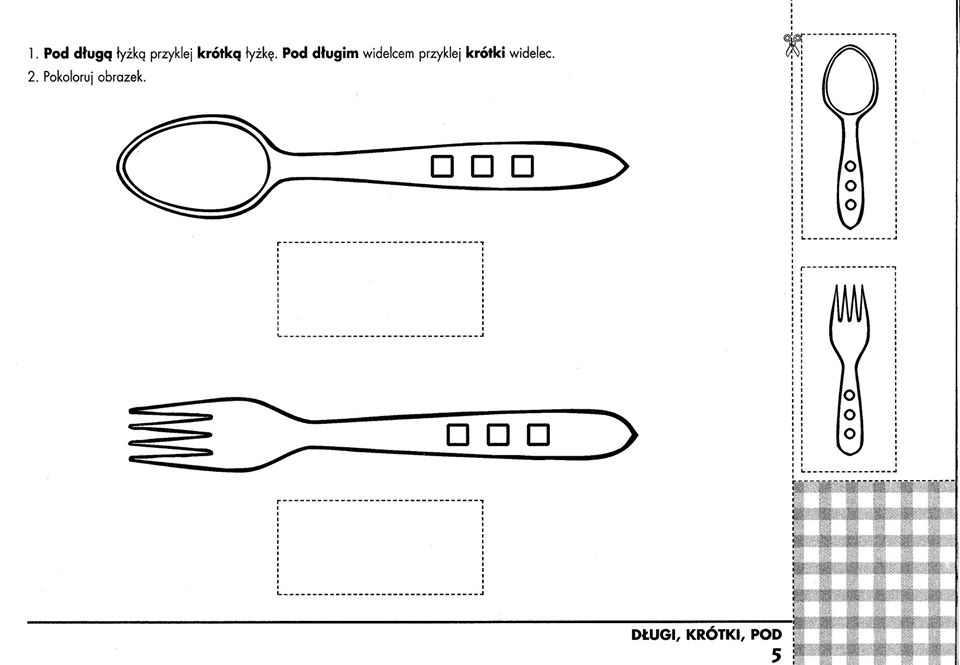 1. Pod długą łyżką przyklej krótką łyżkę. Pod długim widelcem przyklej krótki widelec.
2. Pokoloruj obrazek.
DŁUGI, KRÓTKI, POD
5